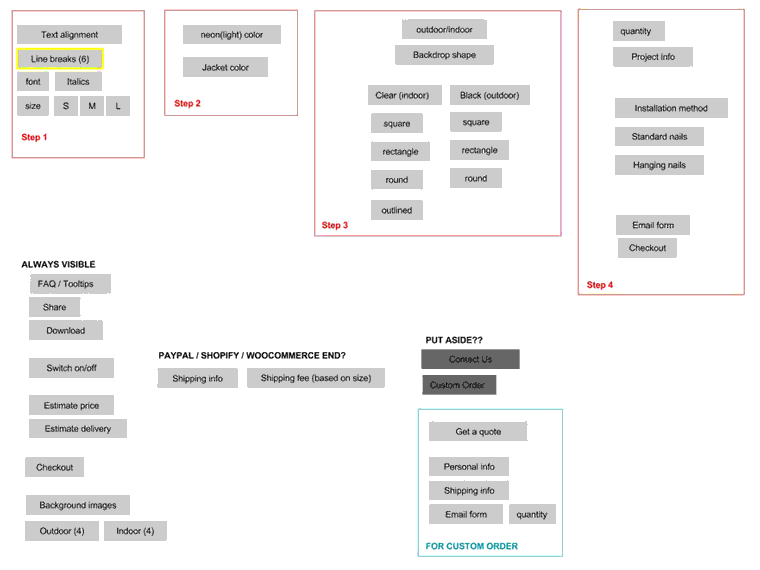 Text alignment
Line breaks (6)
font
Italics
size
S
M
L
Step 1
neon(light) color
Jacket color
Step 2
outdoor/indoor
Backdrop shape
Clear (indoor)
Black (outdoor)
square
square
rectangle
rectangle
round
round
outlined
Step 3
quantity
Project info
Installation method
Standard nails
Hanging nails
Email form
Checkout
Step 4
ALWAYS VISIBLE
FAQ / Tooltips
Share
Download
Switch on/off
Estimate price
Estimate delivery
Checkout
Background images
Outdoor (4)
Indoor (4)
PAYPAL / SHOPIFY / WOOCOMMERCE END?
Shipping info
Shipping fee (based on size)
PUT ASIDE??
Contact Us
Custom Order
Get a quote
Personal info
Shipping info
Email form
quantity
FOR CUSTOM ORDER